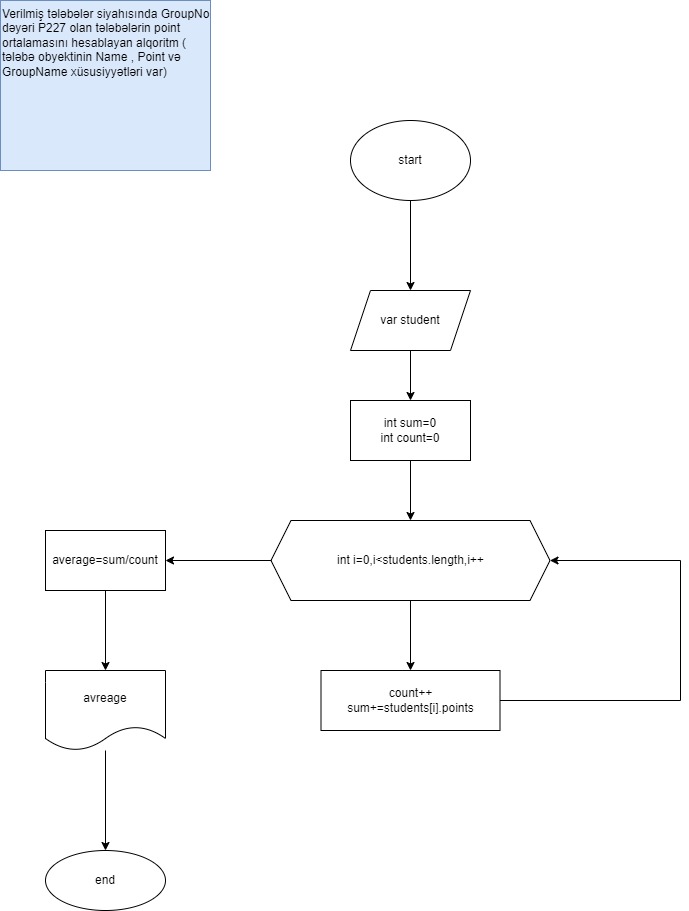 Verilmiş tələbələr siyahısında GroupNo
dəyəri P227 olan tələbələrin point
ortalamasını hesablayan alqoritm (
tələbə obyektinin Name , Point və
GroupName xüsusiyyətləri var)
start
var student
int sum=0
int count=0
int i=0,i<students.length,i++
average=sum/count
count++
sum+=students[i].points
avreage
end